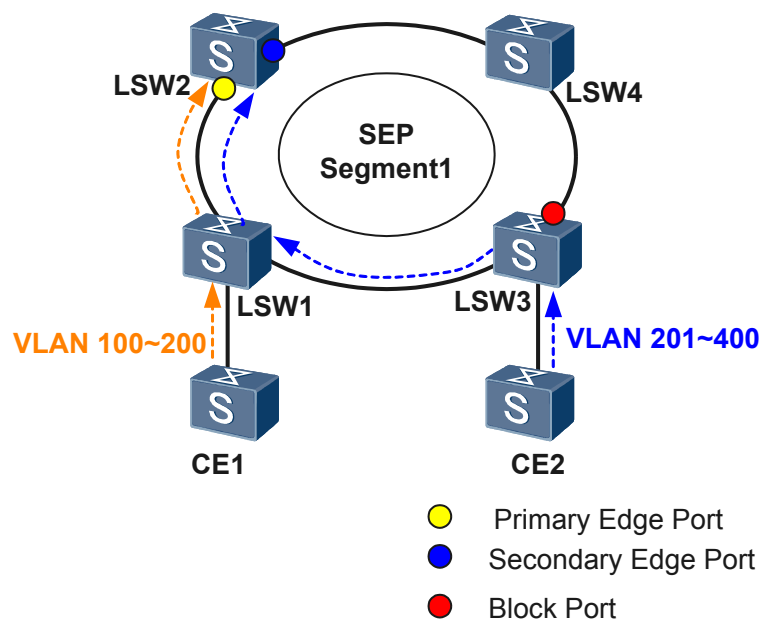 S
S
LSW2
LSW4
SEP
Segment1
S
S
LSW1
LSW3
VLAN 100~200
VLAN 201~400
S
S
CE1
CE2
Primary Edge Port
Secondary Edge Port
Block Port